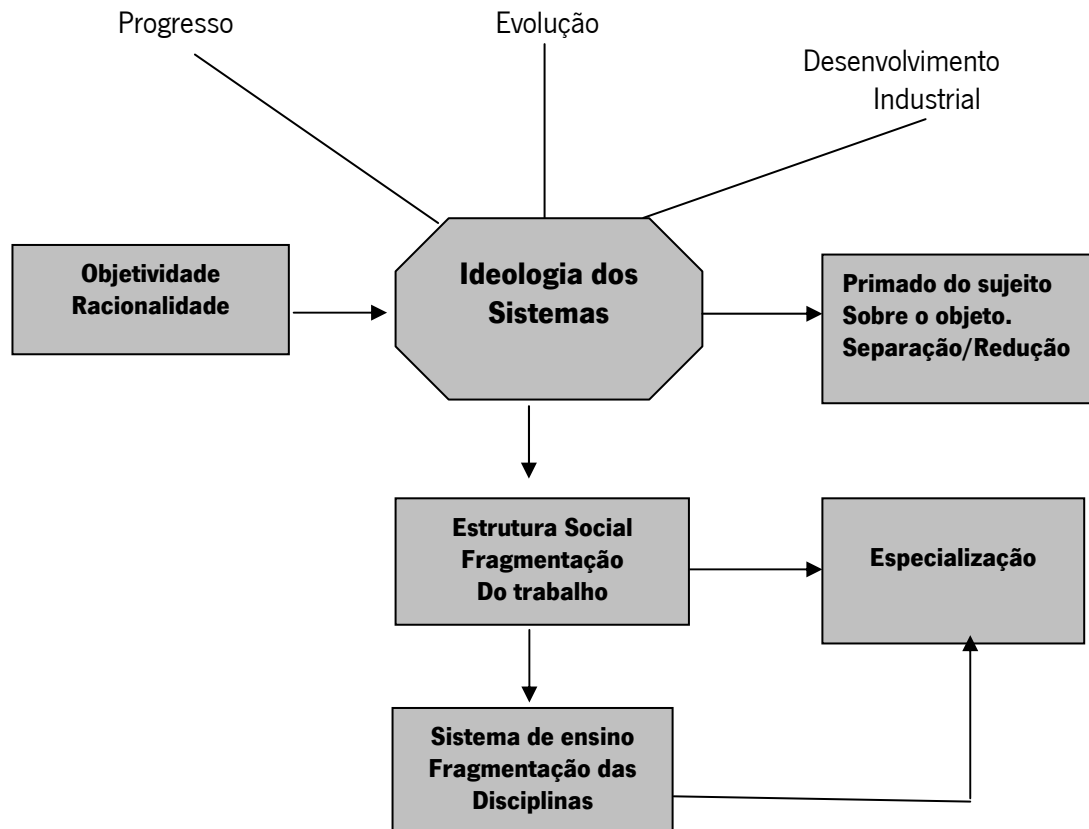 Progresso
Evolução
Desenvolvimento
Industrial
Objetividade
Racionalidade
Ideologia dos
Sistemas
Primado do sujeito
Sobre o objeto.
Separação/Redução
Estrutura Social
Fragmentação
Do trabalho
Especialização
Sistema de ensino
Fragmentação das
Disciplinas